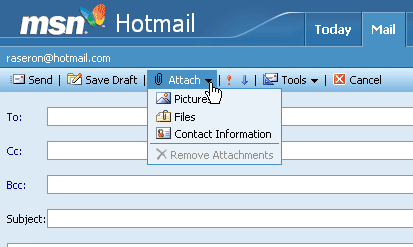 msn Hotmail
Today Mail
raseron@hotmail.com
Send Save Draft Attach Tools Cancel
Pictures
Files
Contact Information
Remove Attachments
To:
Cc:
Bcc:
Subject: